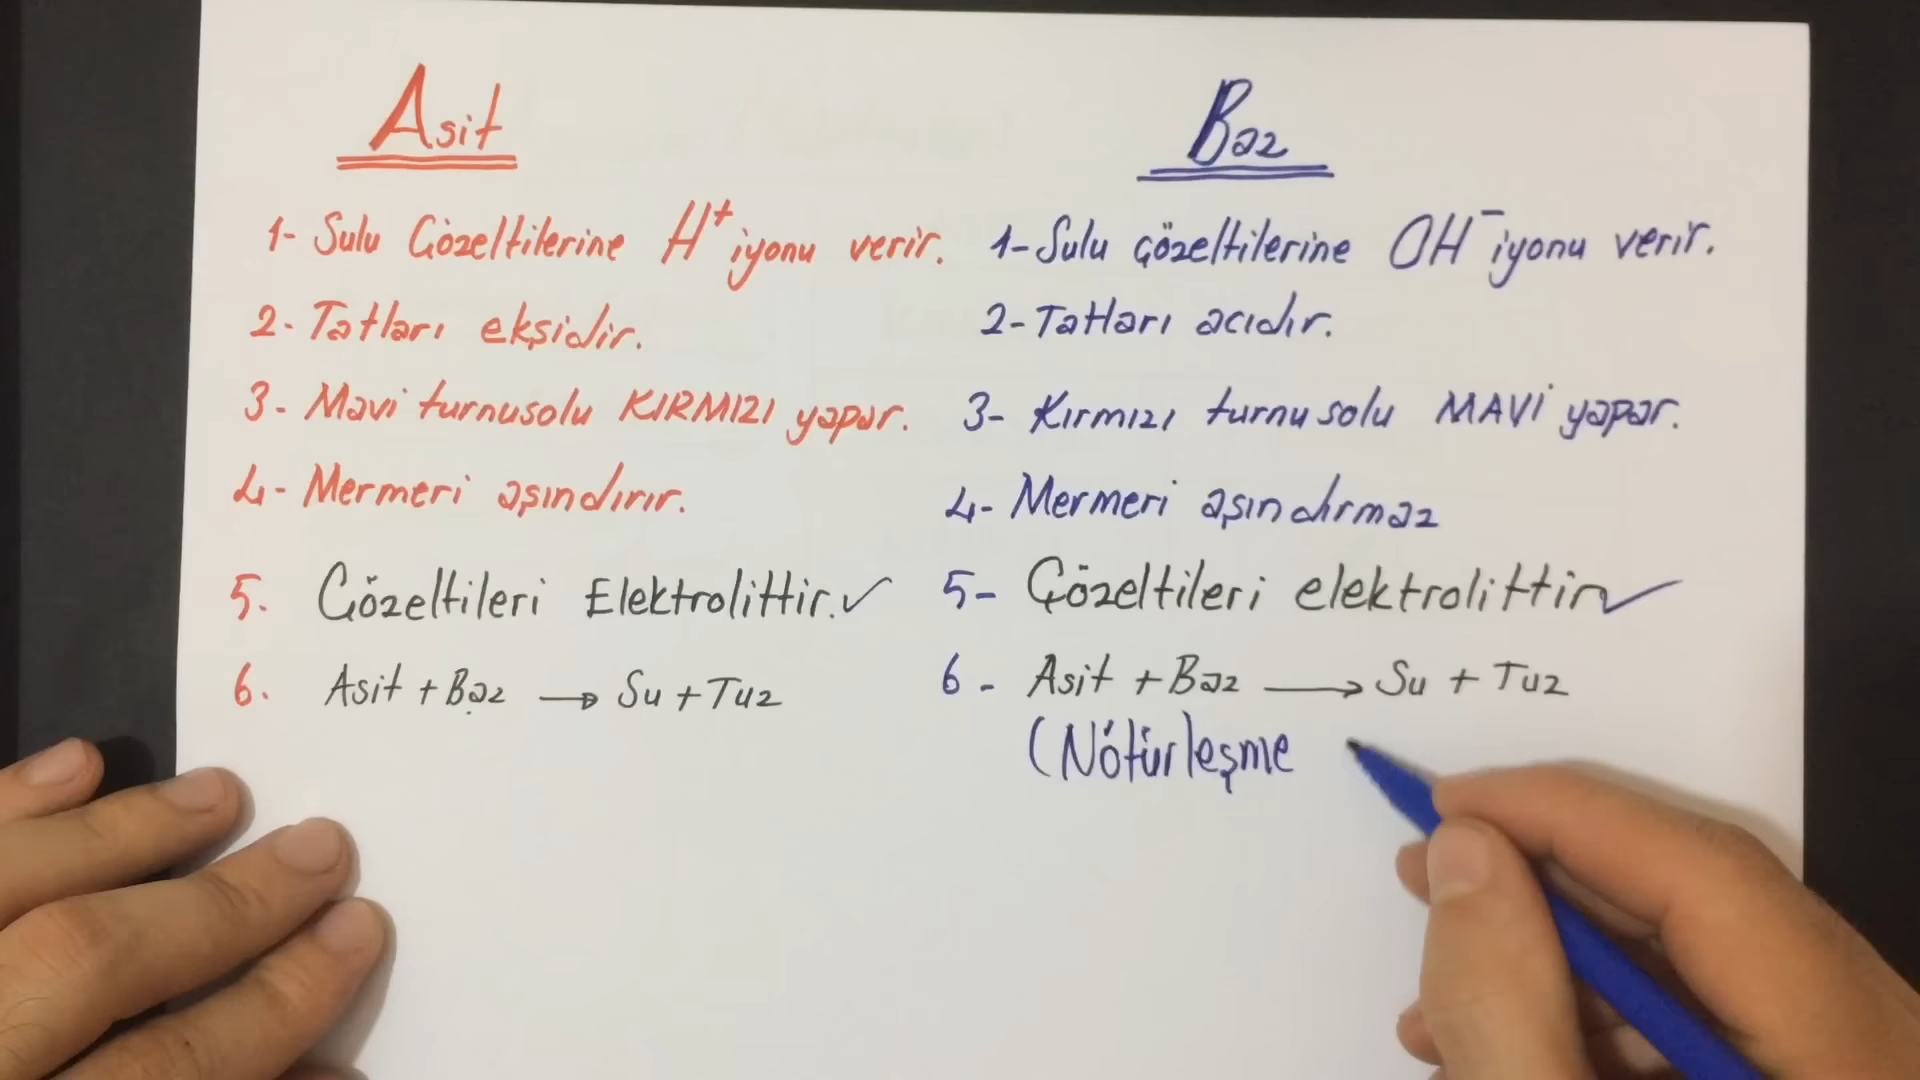 Asit
1- Sulu Çözeltilerine H⁺ iyonu verir.
2- Tatları ekşidir.
3- Mavi turnusolu KIRMIZI yapar.
4- Mermeri aşındırır.
5. Çözeltileri Elektrolittir. ✓
6. Asit + Baz → Su + Tuz
Baz
1- Sulu çözeltilerine OH⁻ iyonu verir.
2- Tatları acıdır.
3- Kırmızı turnusolu MAVİ yapar.
4- Mermeri aşındırmaz
5- Çözeltileri elektrolittir ✓
6- Asit + Baz → Su + Tuz
(Nötürleşme